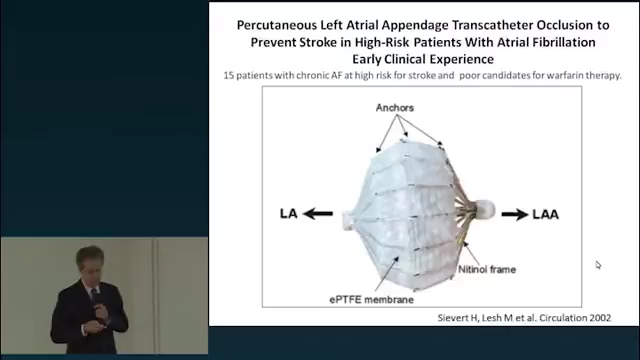 Percutaneous Left Atrial Appendage Transcatheter Occlusion to
Prevent Stroke in High-Risk Patients With Atrial Fibrillation
Early Clinical Experience
15 patients with chronic AF at high risk for stroke and poor candidates for warfarin therapy.
Anchors
LA
LAA
Nitinol frame
ePTFE membrane
Sievert H, Lesh M et al. Circulation 2002